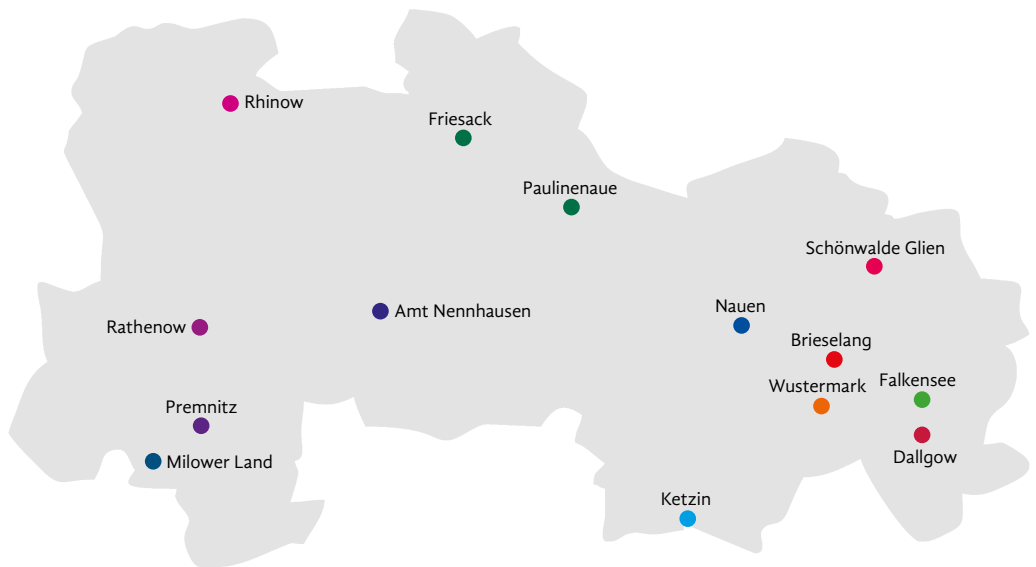 Rhinow
Friesack
Paulinenaue
Schönwalde Glien
Amt Nennhausen
Nauen
Rathenow
Brieselang
Wustermark
Falkensee
Premnitz
Dallgow
Milower Land
Ketzin